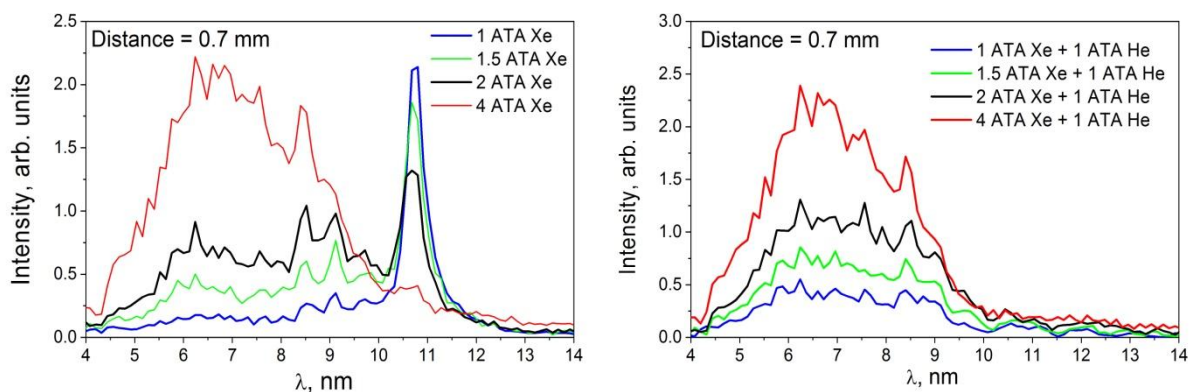 Distance = 0.7 mm
1 ATA Xe
1.5 ATA Xe
2 ATA Xe
4 ATA Xe
Intensity, arb. units
2.5
2.0
1.5
1.0
0.5
0.0
4 5 6 7 8 9 10 11 12 13 14
λ, nm
Distance = 0.7 mm
1 ATA Xe + 1 ATA He
1.5 ATA Xe + 1 ATA He
2 ATA Xe + 1 ATA He
4 ATA Xe + 1 ATA He
Intensity, arb. units
3.0
2.5
2.0
1.5
1.0
0.5
0.0
4 5 6 7 8 9 10 11 12 13 14
λ, nm